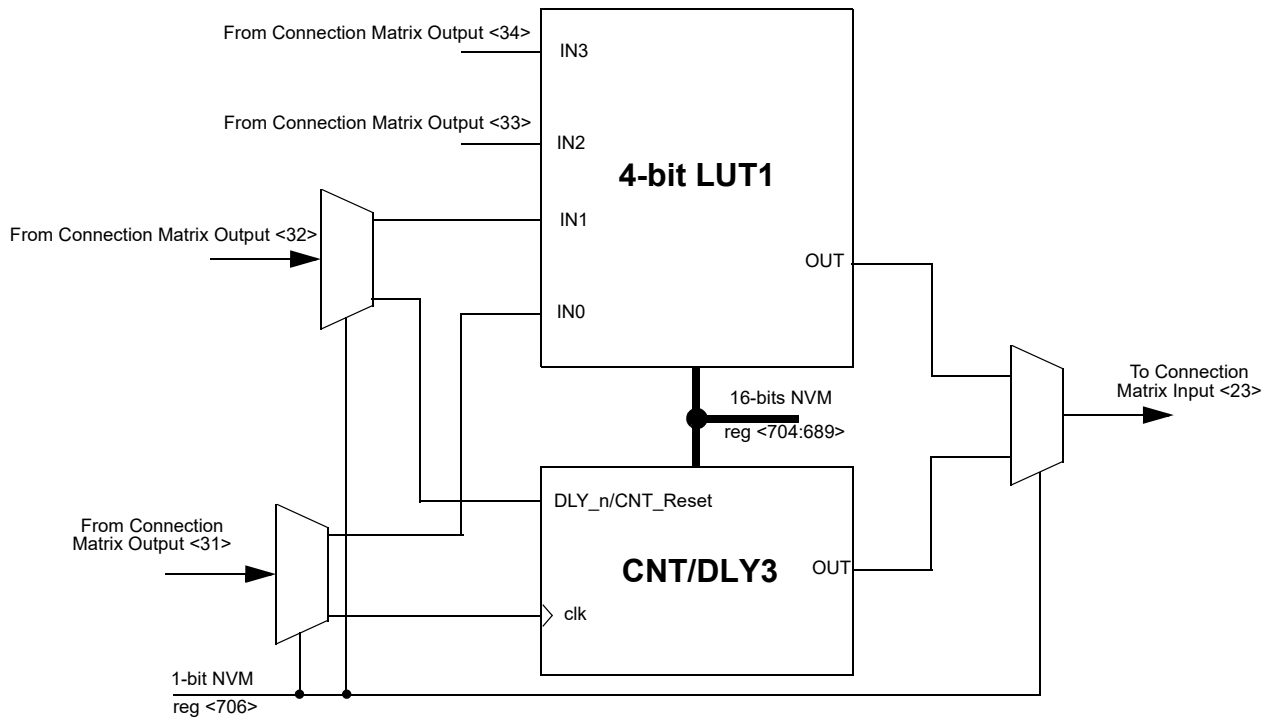 From Connection Matrix Output <34>
IN3
From Connection Matrix Output <33>
IN2
4-bit LUT1
IN1
From Connection Matrix Output <32>
OUT
IN0
To Connection
Matrix Input <23>
16-bits NVM
reg <704:689>
DLY_n/CNT_Reset
From Connection
Matrix Output <31>
CNT/DLY3
OUT
clk
1-bit NVM
reg <706>